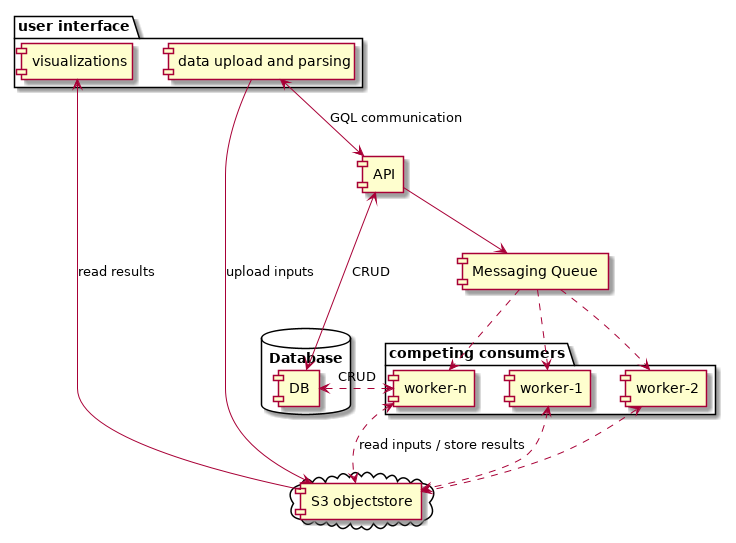 user interface
visualizations
data upload and parsing
GQL communication
API
read results
upload inputs
CRUD
Messaging Queue
Database
competing consumers
DB
CRUD
worker-n
worker-1
worker-2
read inputs / store results
S3 objectstore